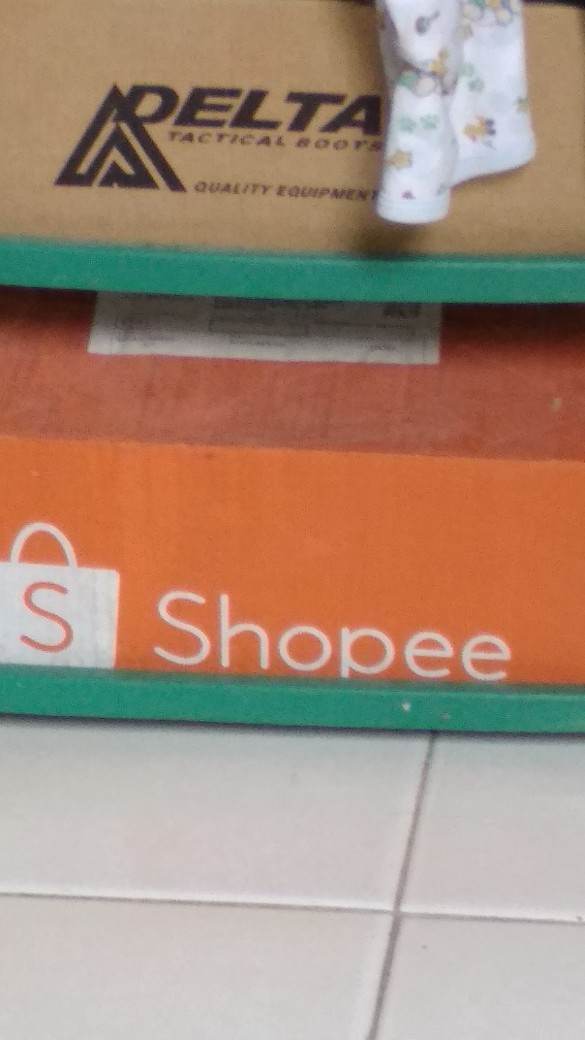 DELTA
TACTICAL BOOTS
QUALITY EQUIPMENT
S Shopee